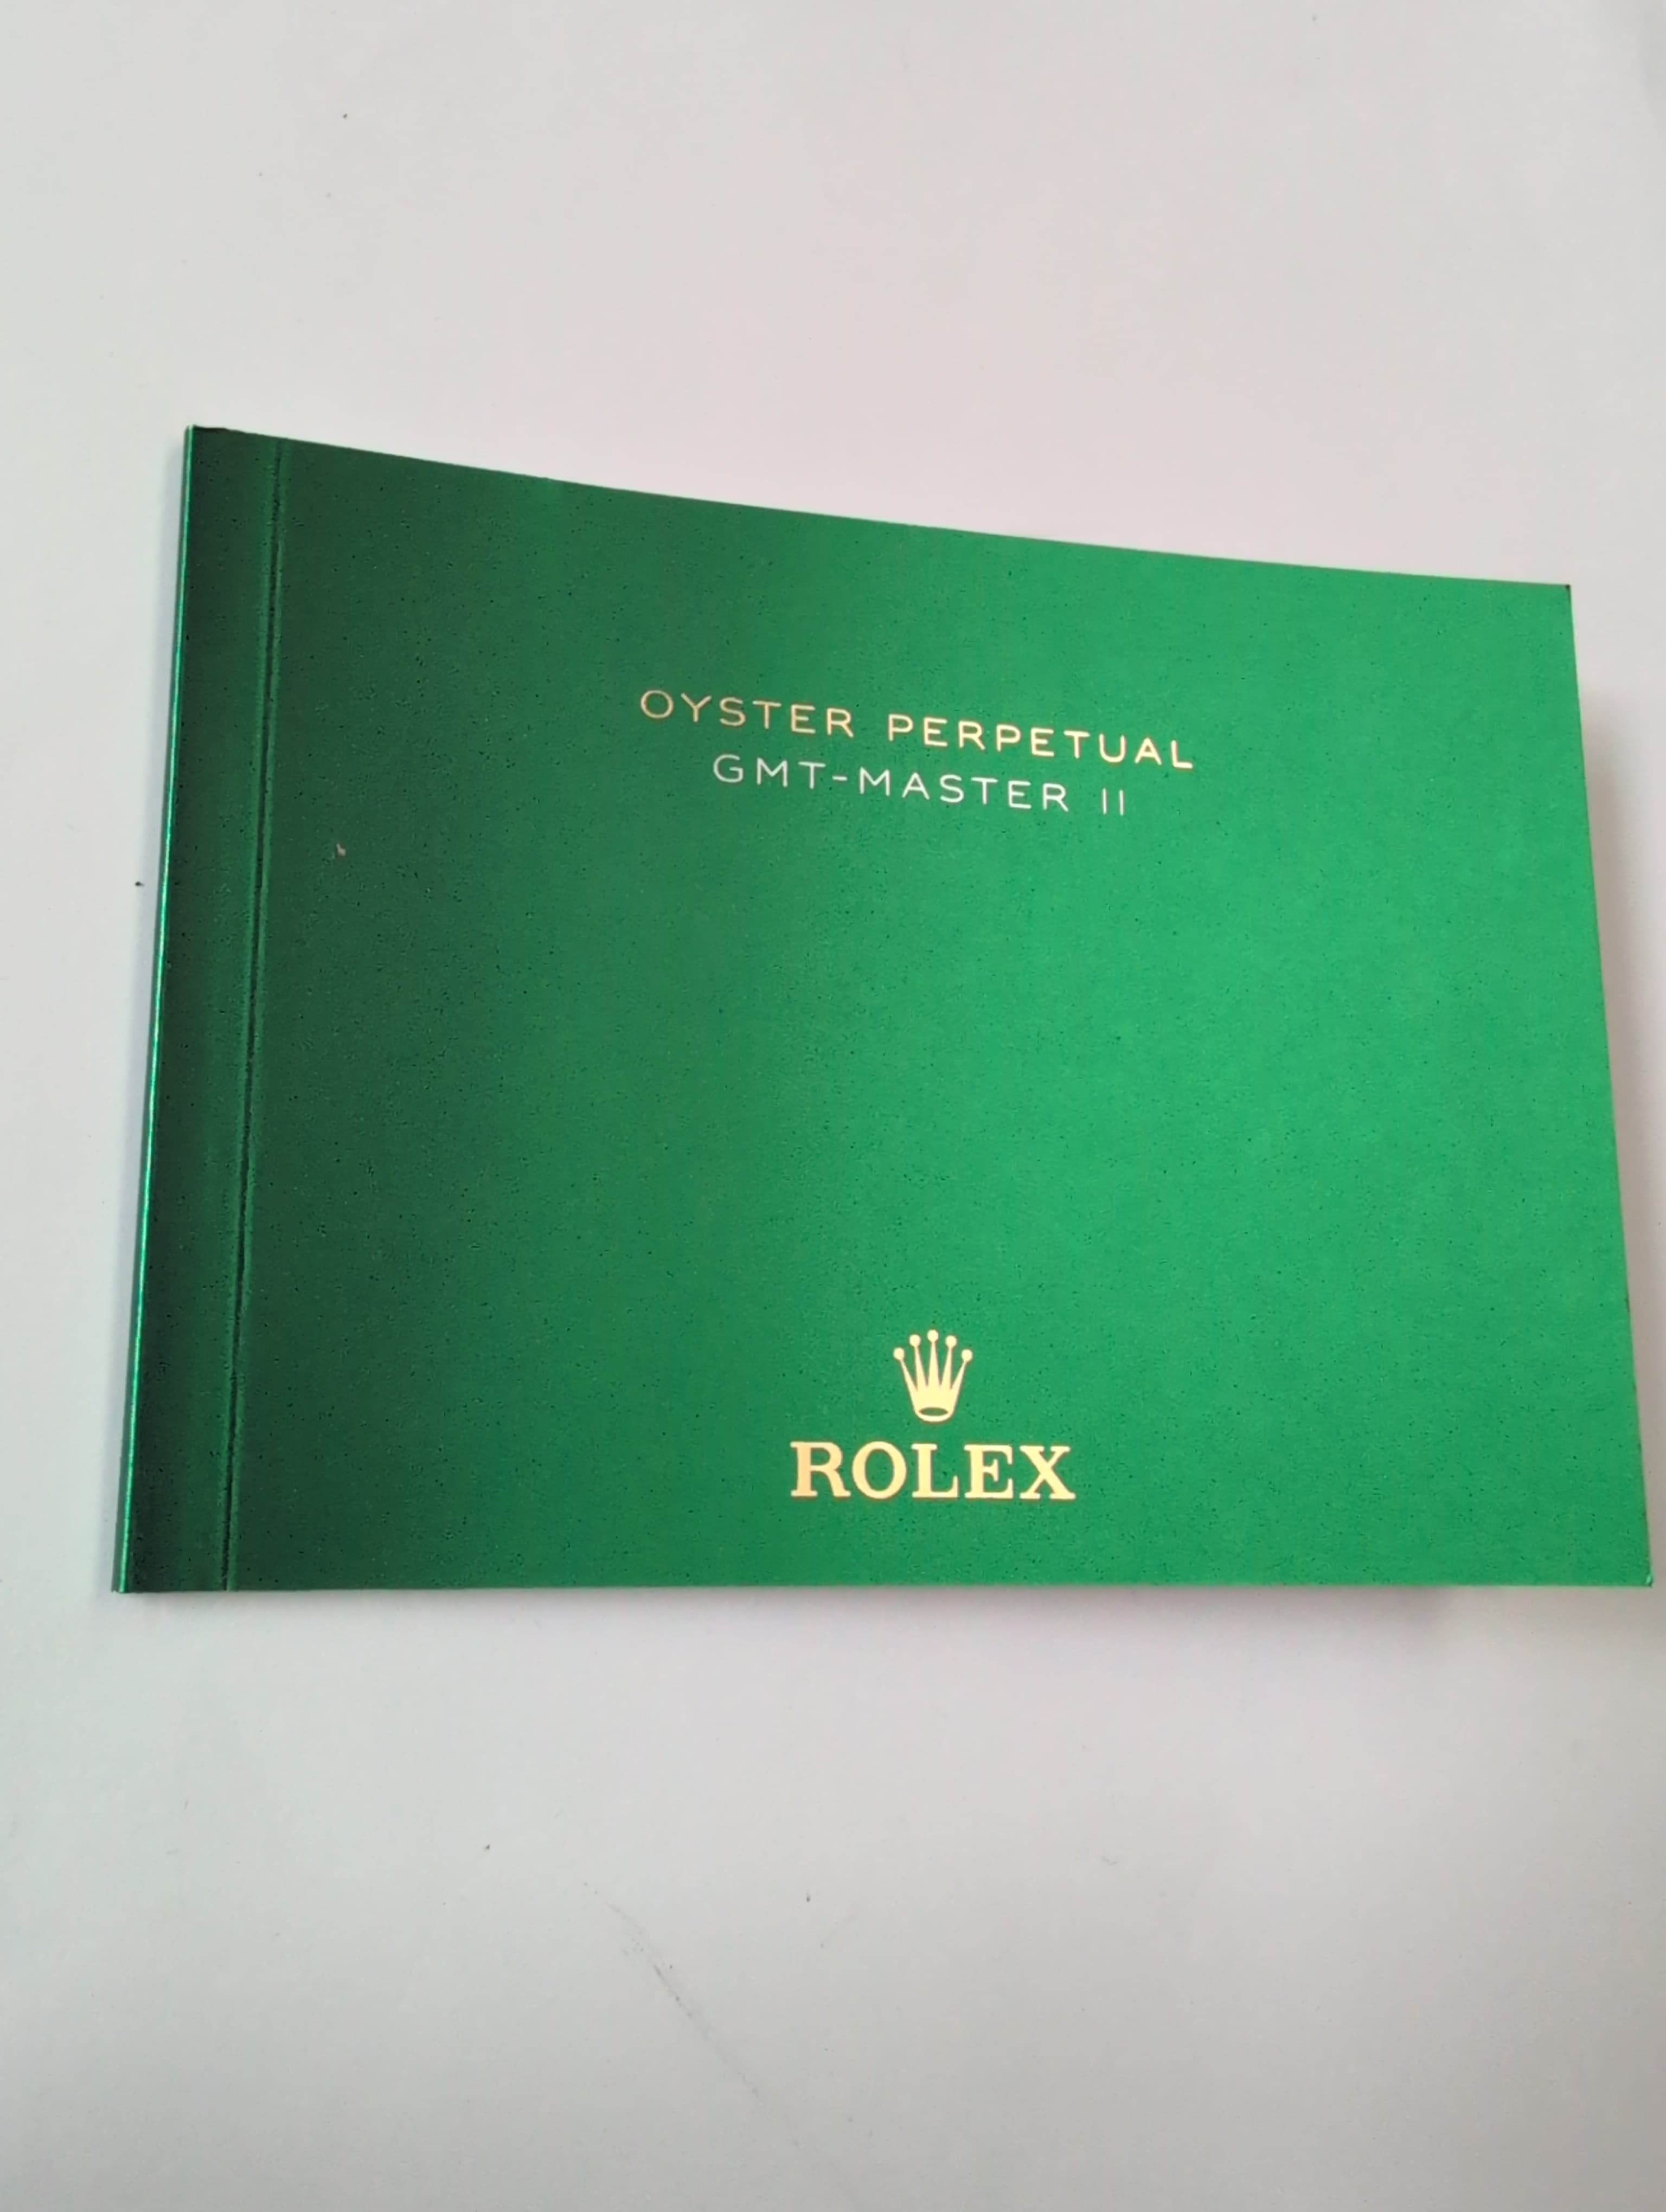 OYSTER PERPETUAL
GMT-MASTER II
ROLEX